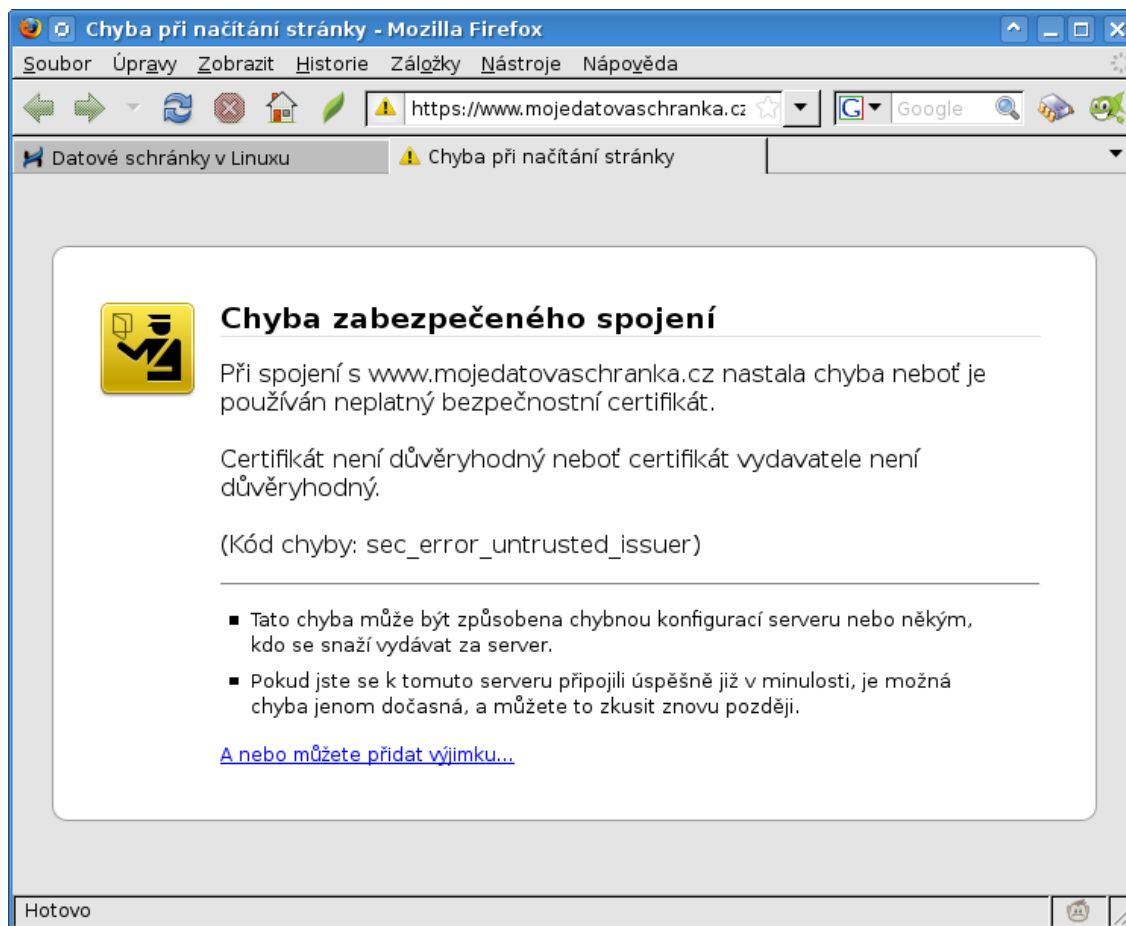 Chyba při načítání stránky - Mozilla Firefox
Soubor Úpravy Zobrazit Historie Záložky Nástroje Nápověda
https://www.mojedatovaschranka.cz G Google
Datové schránky v Linuxu Chyba při načítání stránky
Chyba zabezpečeného spojení
Při spojení s www.mojedatovaschranka.cz nastala chyba neboť je
používán neplatný bezpečnostní certifikát.
Certifikát není důvěryhodný neboť certifikát vydavatele není
důvěryhodný.
(Kód chyby: sec_error_untrusted_issuer)
Tato chyba může být způsobena chybnou konfigurací serveru nebo někým,
kdo se snaží vydávat za server.
Pokud jste se k tomuto serveru připojili úspěšně již v minulosti, je možná
chyba jenom dočasná, a můžete to zkusit znovu později.
A nebo můžete přidat výjimku...
Hotovo